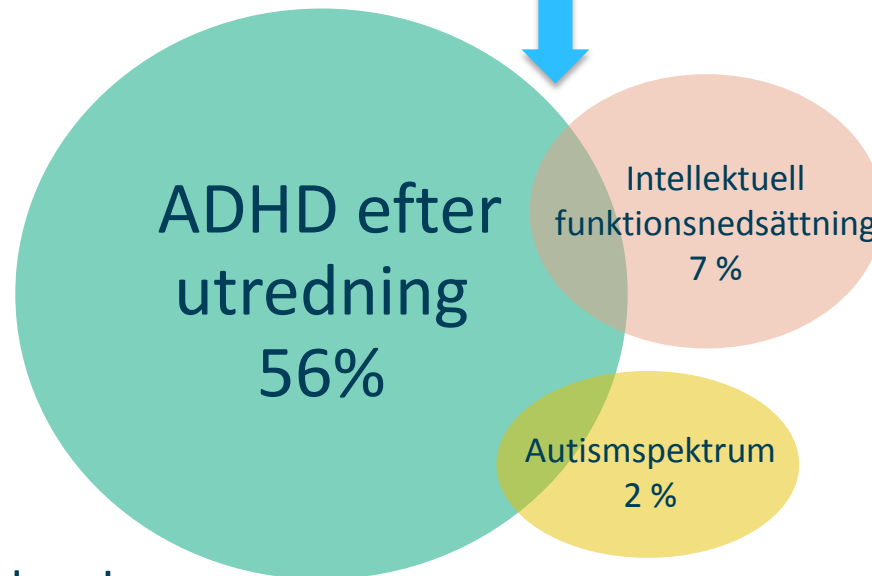 ADHD efter
utredning
56%
Intellektuell
funktionsnedsättning
7 %
Autismspektrum
2 %